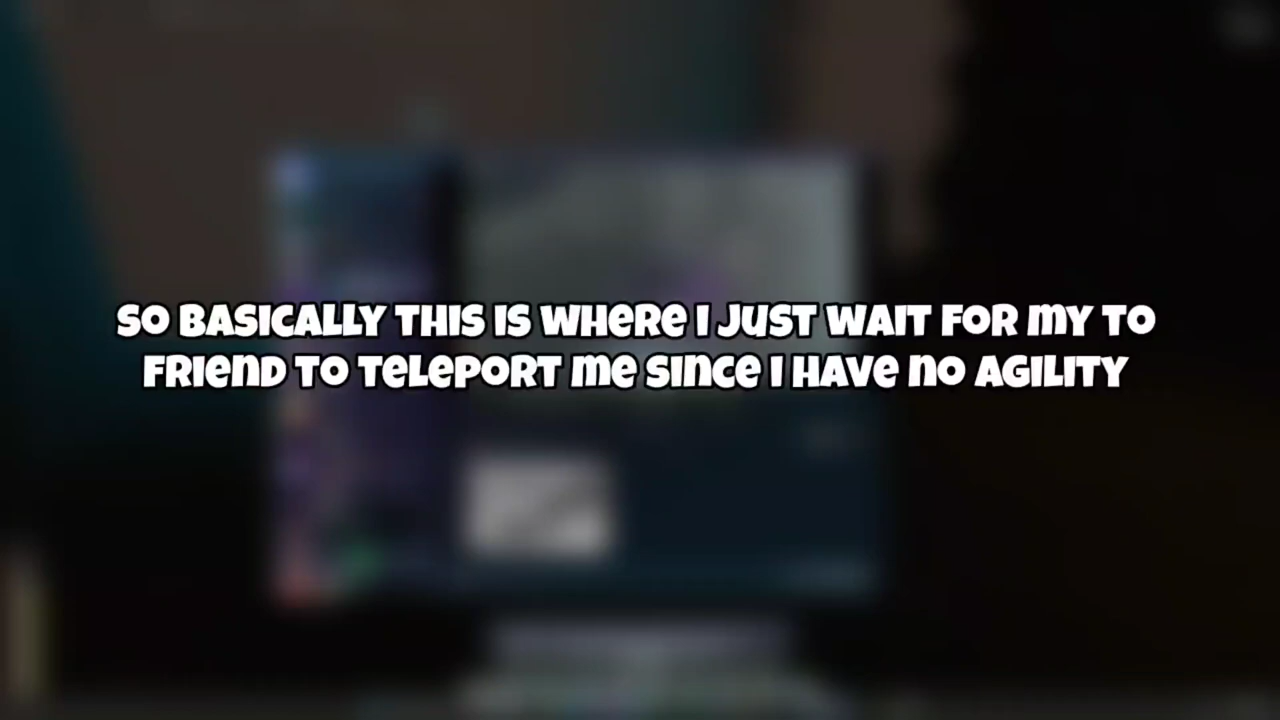 SO BASICALLY THIS IS WHERE I JUST WAIT FOR MY TO
FRIEND TO TELEPORT ME SINCE I HAVE NO AGILITY